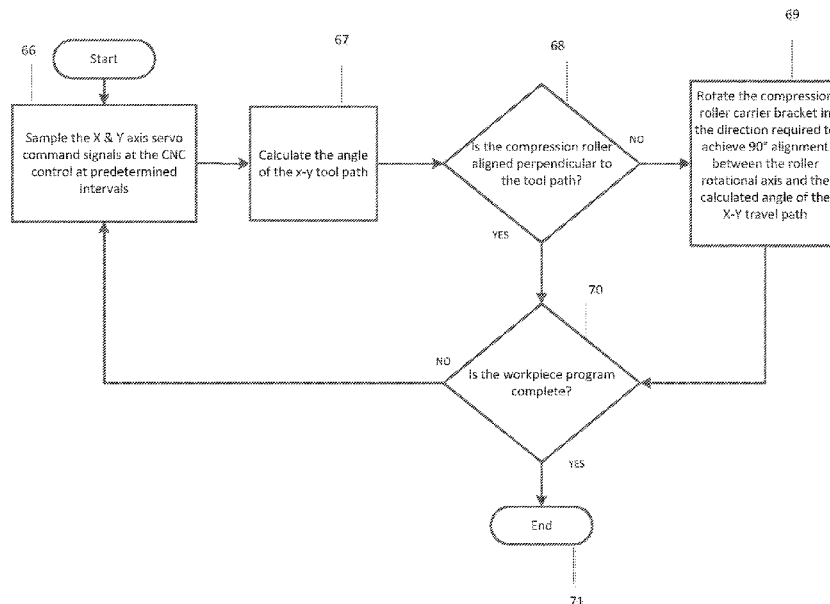 66
Start
67
68
69
Sample the X & Y axis servo
command signals at the CNC
control at predetermined
intervals
Calculate the angle
of the x-y tool path
Is the compression roller
aligned perpendicular to
the tool path?
NO
YES
Rotate the compression
roller carrier bracket in
the direction required to
achieve 90° alignment
between the roller
rotational axis and the
calculated angle of the
X-Y travel path
70
NO
Is the workpiece program
complete?
YES
End
71